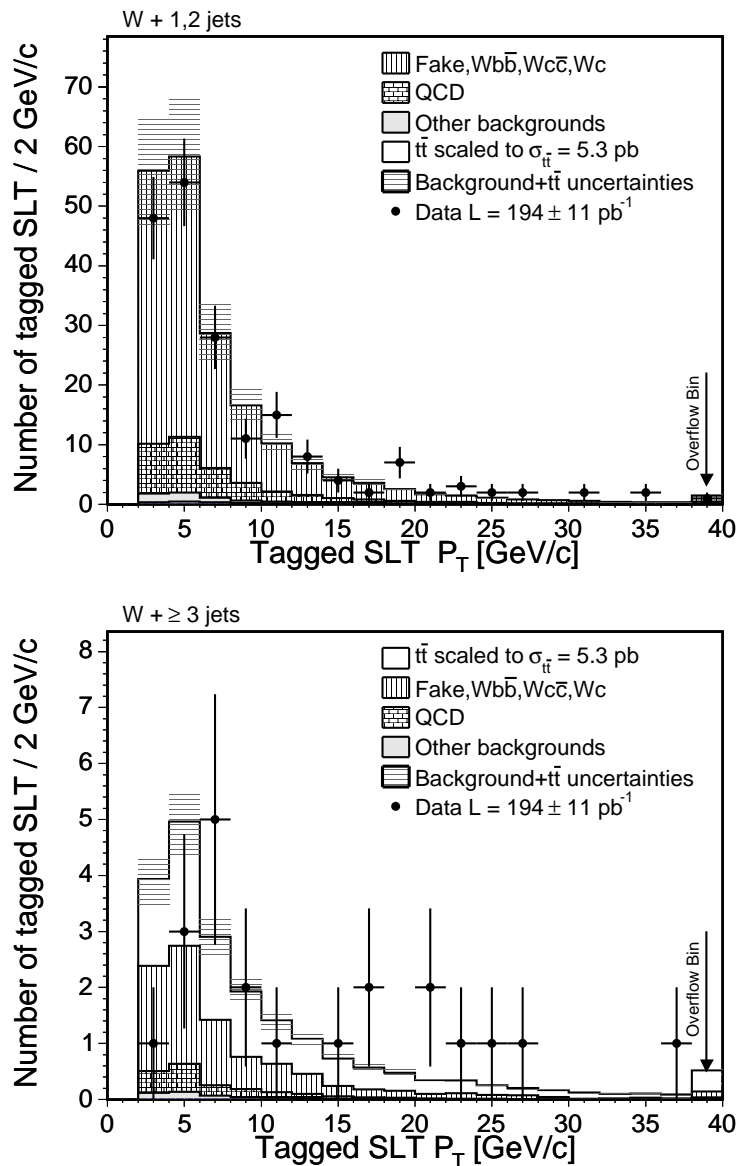 W + 1,2 jets
Number of tagged SLT / 2 GeV/c
70
60
50
40
30
20
10
0
Fake,Wbb̅,Wcc̅,Wc
QCD
Other backgrounds
tt̅ scaled to σtt̅ = 5.3 pb
Background+tt̅ uncertainties
Data L = 194 ± 11 pb⁻¹
Overflow Bin
0 5 10 15 20 25 30 35 40
Tagged SLT P_T [GeV/c]
W + ≥ 3 jets
Number of tagged SLT / 2 GeV/c
8
7
6
5
4
3
2
1
0
tt̅ scaled to σtt̅ = 5.3 pb
Fake,Wbb̅,Wcc̅,Wc
QCD
Other backgrounds
Background+tt̅ uncertainties
Data L = 194 ± 11 pb⁻¹
Overflow Bin
0 5 10 15 20 25 30 35 40
Tagged SLT P_T [GeV/c]